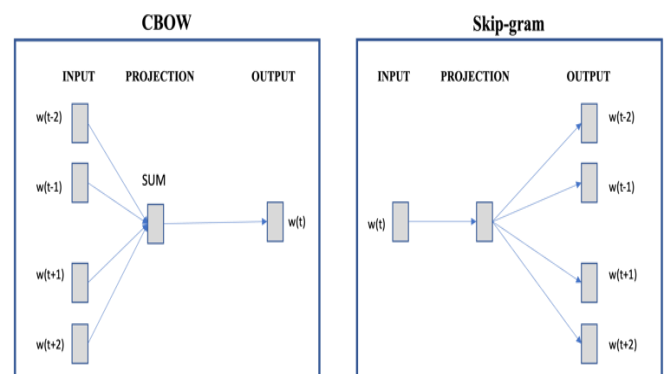 CBOW
INPUT PROJECTION OUTPUT
w(t-2)
w(t-1)
SUM
w(t)
w(t+1)
w(t+2)
Skip-gram
INPUT PROJECTION OUTPUT
w(t-2)
w(t-1)
w(t)
w(t+1)
w(t+2)